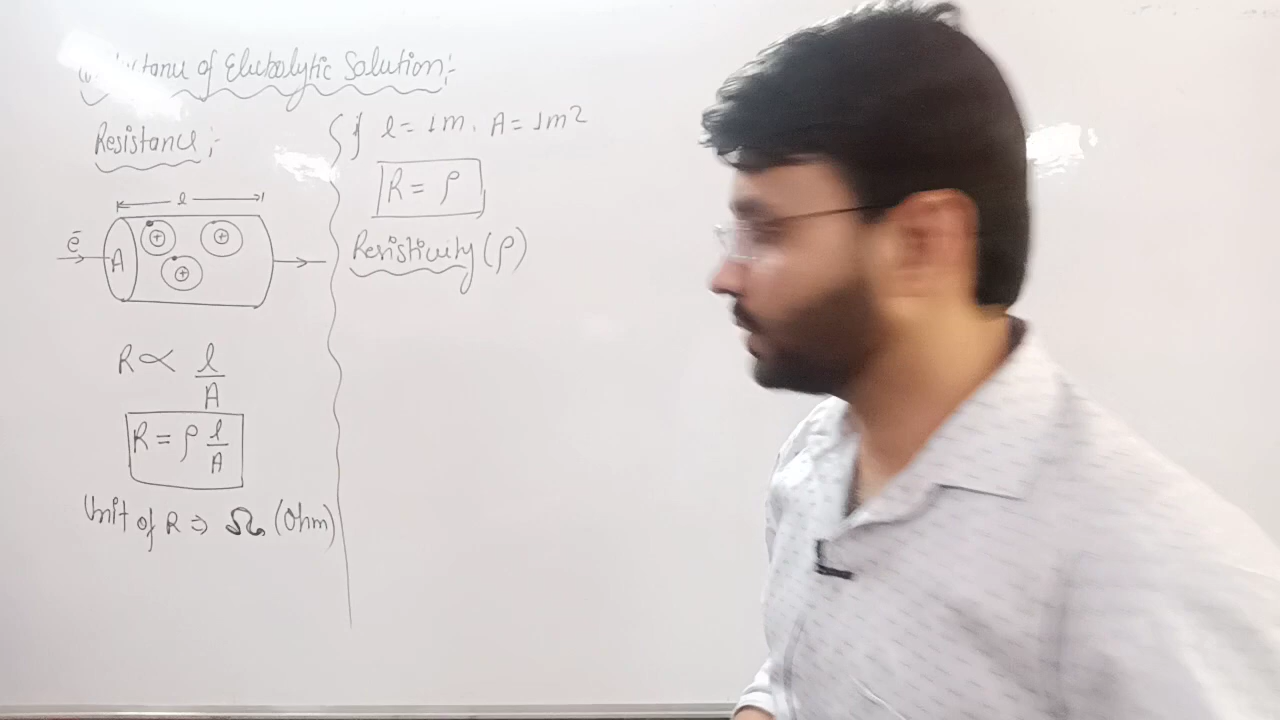 of Electrolytic Solution:-
Resistance:-
l
e⁻
A
+
+
+
R ∝ l/A
R = ρ l/A
Unit of R ⇒ Ω (Ohm)
If l = 1m, A = 1m²
R = ρ
Resistivity (ρ)